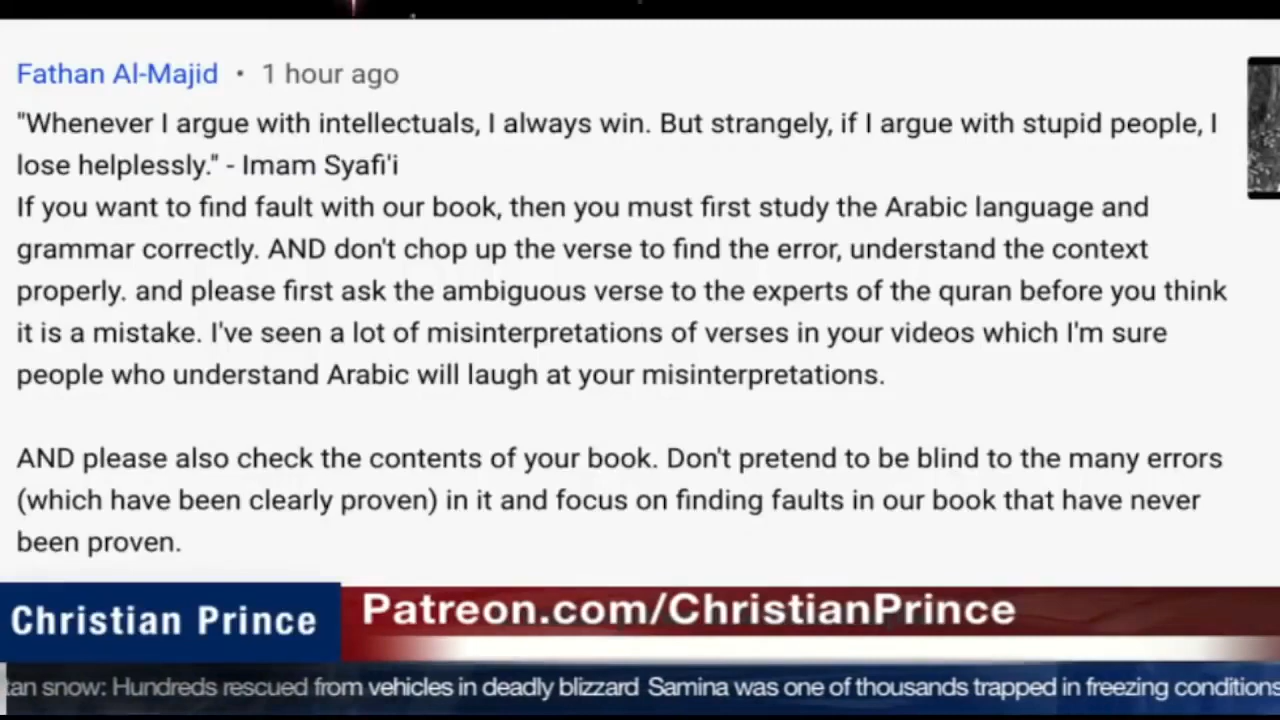 Fathan Al-Majid • 1 hour ago
"Whenever I argue with intellectuals, I always win. But strangely, if I argue with stupid people, I
lose helplessly." - Imam Syafi'i
If you want to find fault with our book, then you must first study the Arabic language and
grammar correctly. AND don't chop up the verse to find the error, understand the context
properly. and please first ask the ambiguous verse to the experts of the quran before you think
it is a mistake. I've seen a lot of misinterpretations of verses in your videos which I'm sure
people who understand Arabic will laugh at your misinterpretations.
AND please also check the contents of your book. Don't pretend to be blind to the many errors
(which have been clearly proven) in it and focus on finding faults in our book that have never
been proven.
Christian Prince
Patreon.com/ChristianPrince
tan snow: Hundreds rescued from vehicles in deadly blizzard Samina was one of thousands trapped in freezing conditions